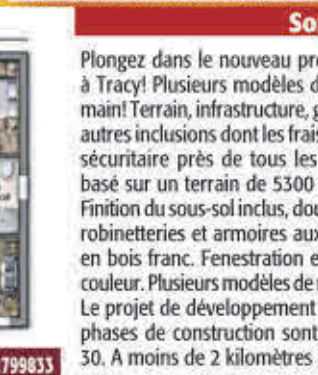 So
Plongez dans le nouveau pr
à Tracy! Plusieurs modèles d
main! Terrain, infrastructure, g
autres inclusions dont les frais
sécuritaire près de tous les
basé sur un terrain de 5300
Finition du sous-sol inclus, dou
robinetteries et armoires aux
en bois franc. Fenestration e
couleur. Plusieurs modèles de
Le projet de développement
phases de construction sont
30. A moins de 2 kilomètres
799833